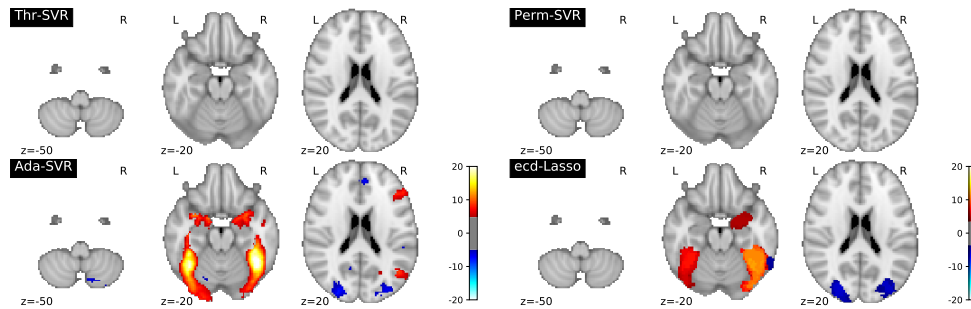 Thr-SVR
R
L R
R
z=-50
z=-20
z=20
Perm-SVR
R
L R
L R
z=-50
z=-20
z=20
Ada-SVR
R
L R
L R
z=-50
z=-20
z=20
20
10
0
-10
-20
ecd-Lasso
R
L R
L R
z=-50
z=-20
z=20
20
10
0
-10
-20